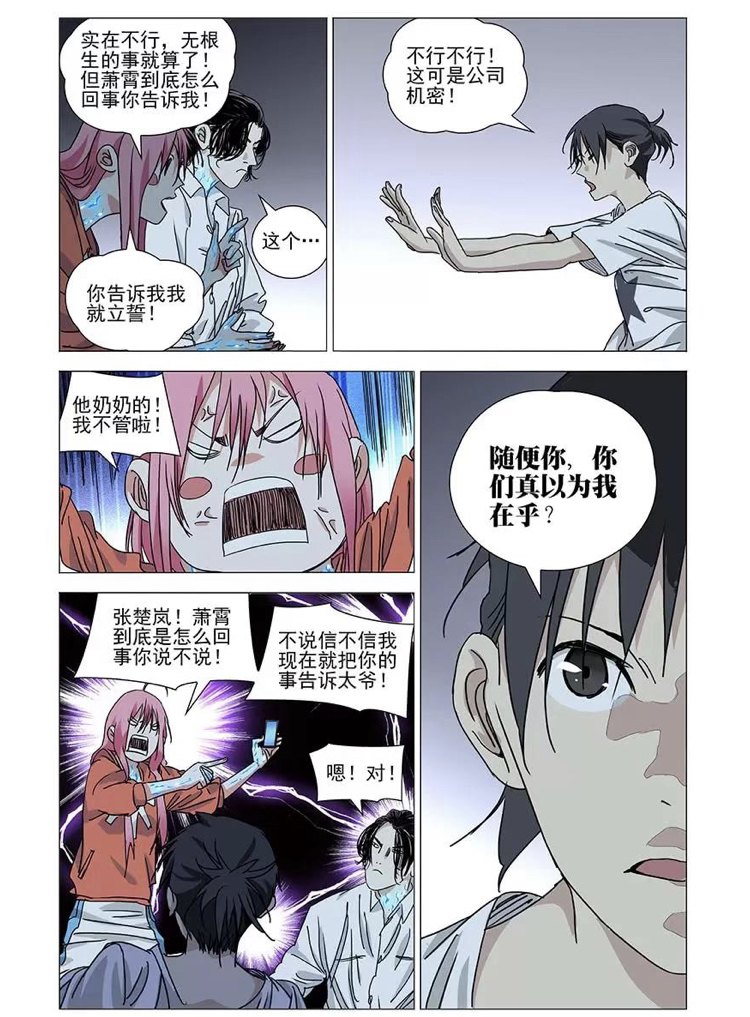 实在不行，无根
生的事就算了！
但萧霄到底怎么
回事你告诉我！
这个…
你告诉我我
就立誓！
不行不行！
这可是公司
机密！
他奶奶的！
我不管啦！
张楚岚！萧霄
到底是怎么回
事你说不说！
不说信不信我
现在就把你的
事告诉太爷！
嗯！对！
随便你，你
们真以为我
在乎？